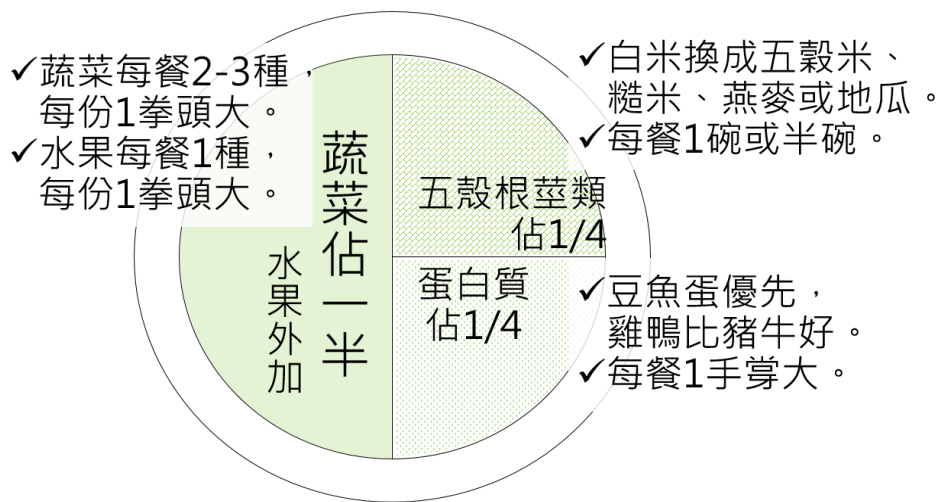 ✓蔬菜每餐2-3種，
每份1拳頭大。
✓水果每餐1種，
每份1拳頭大。
蔬菜佔一半
水果外加
✓白米換成五穀米、
糙米、燕麥或地瓜。
✓每餐1碗或半碗。
五殼根莖類
佔1/4
蛋白質
佔1/4
✓豆魚蛋優先，
雞鴨比豬牛好。
✓每餐1手掌大。